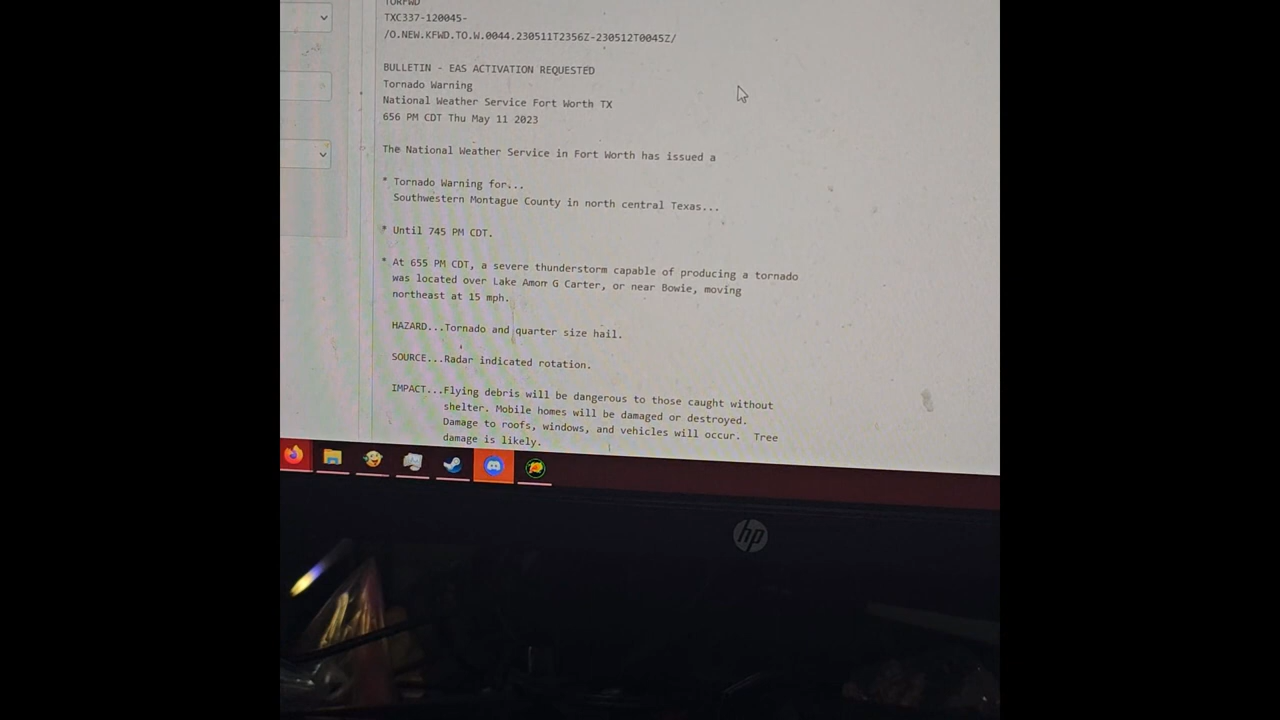 TORFWD
TXC337-120045-
/O.NEW.KFWD.TO.W.0044.230511T2356Z-230512T0045Z/
BULLETIN - EAS ACTIVATION REQUESTED
Tornado Warning
National Weather Service Fort Worth TX
656 PM CDT Thu May 11 2023
The National Weather Service in Fort Worth has issued a
* Tornado Warning for...
Southwestern Montague County in north central Texas...
* Until 745 PM CDT.
* At 655 PM CDT, a severe thunderstorm capable of producing a tornado
was located over Lake Amon G Carter, or near Bowie, moving
northeast at 15 mph.
HAZARD...Tornado and quarter size hail.
SOURCE...Radar indicated rotation.
IMPACT...Flying debris will be dangerous to those caught without
shelter. Mobile homes will be damaged or destroyed.
Damage to roofs, windows, and vehicles will occur. Tree
damage is likely.
hp